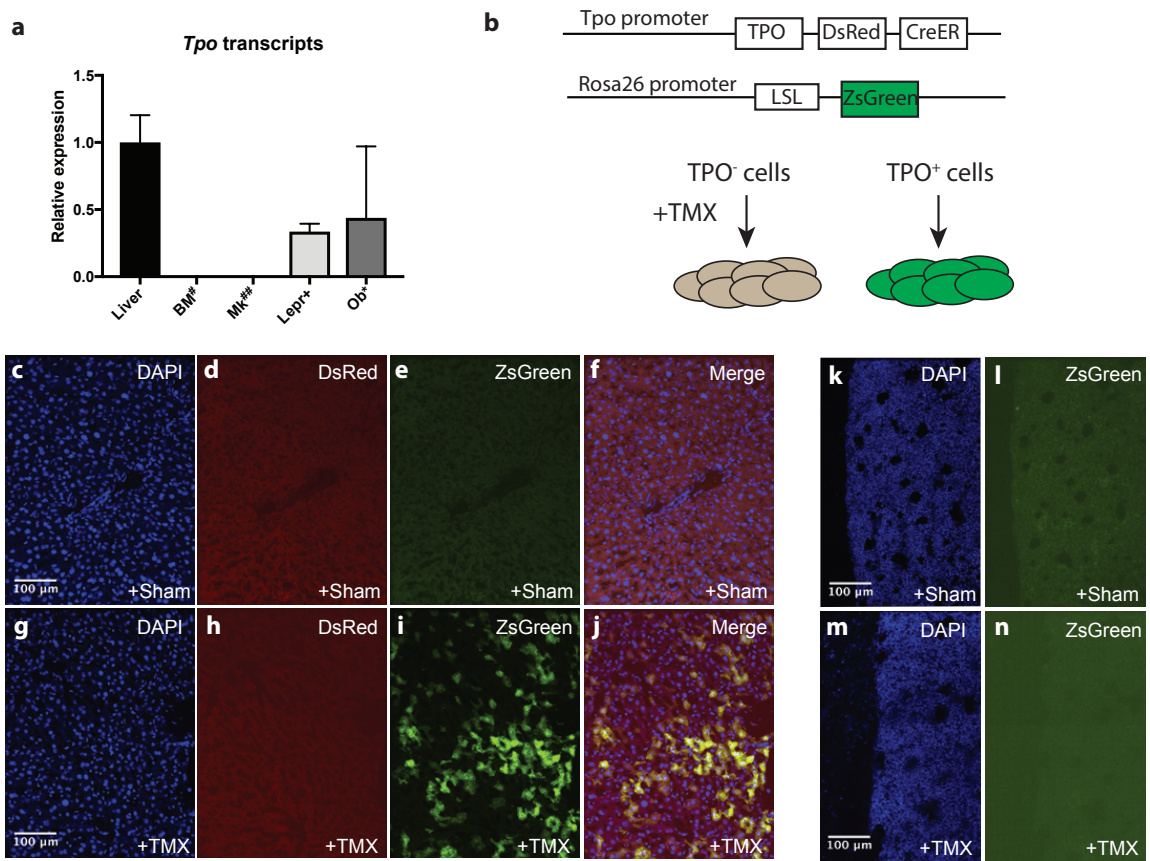 a
Tpo transcripts
Relative expression
1.5
1.0
0.5
0.0
Liver
BM#
Mk##
Lepr+
Ob*
b
Tpo promoter
TPO
DsRed
CreER
Rosa26 promoter
LSL
ZsGreen
TPO- cells
TPO+ cells
+TMX
c
DAPI
100 μm
+Sham
d
DsRed
+Sham
e
ZsGreen
+Sham
f
Merge
+Sham
k
DAPI
100 μm
+Sham
l
ZsGreen
+Sham
g
DAPI
100 μm
+TMX
h
DsRed
+TMX
i
ZsGreen
+TMX
j
Merge
+TMX
m
DAPI
100 μm
+TMX
n
ZsGreen
+TMX